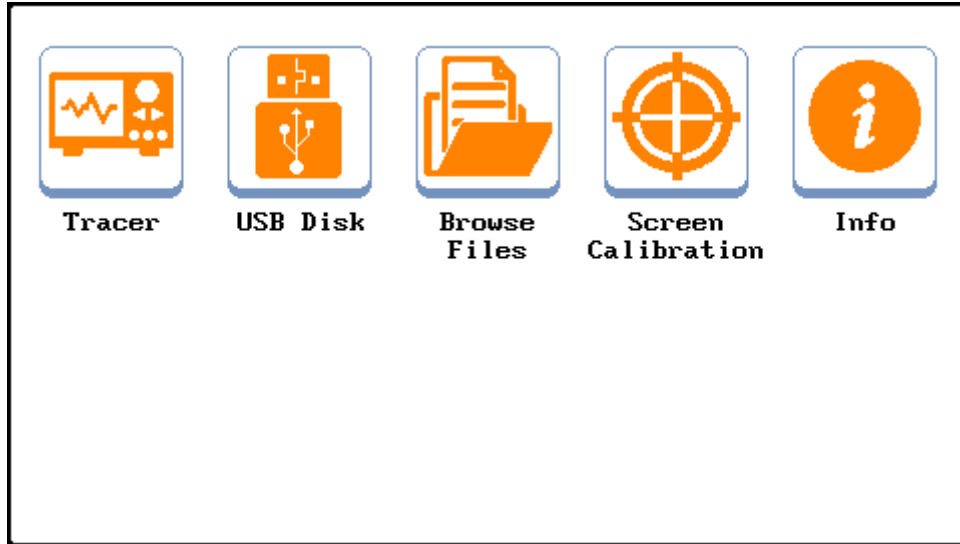 Tracer
USB Disk
Browse
Files
Screen
Calibration
Info